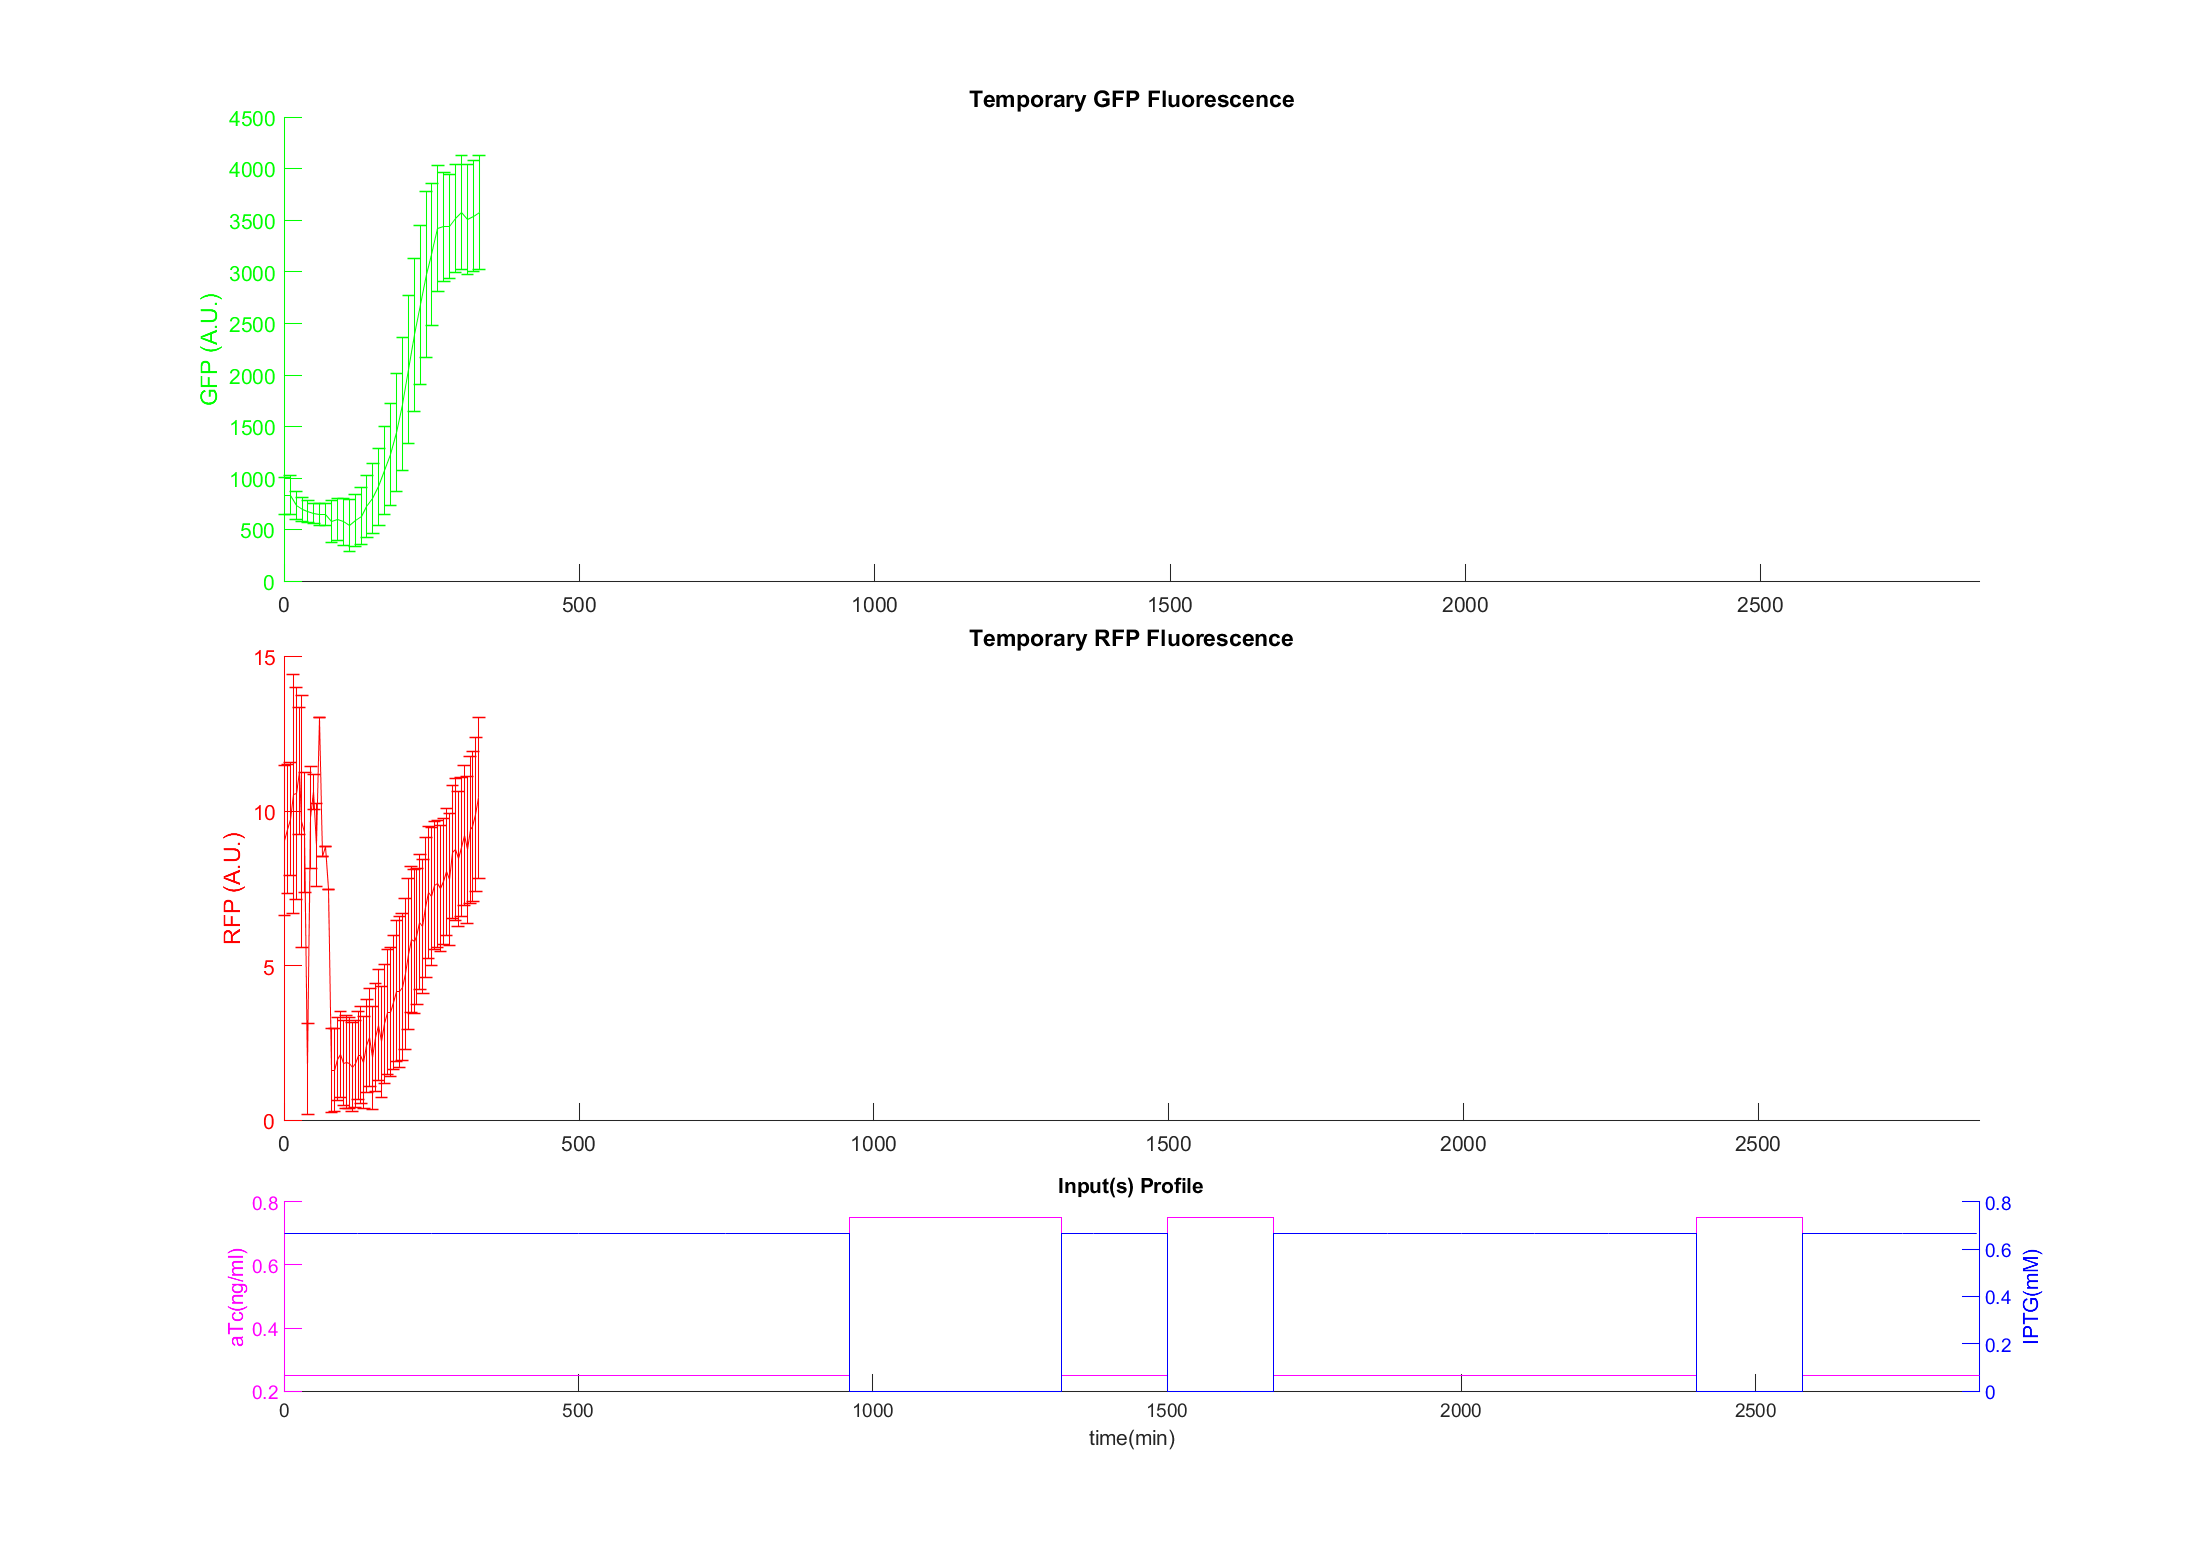 Temporary GFP Fluorescence
4500
4000
3500
3000
2500
2000
1500
1000
500
0
GFP (A.U.)
0 500 1000 1500 2000 2500
Temporary RFP Fluorescence
15
10
5
0
RFP (A.U.)
0 500 1000 1500 2000 2500
Input(s) Profile
0.8
0.6
0.4
0.2
aTc(ng/ml)
0.8
0.6
0.4
0.2
0
IPTG(mM)
0 500 1000 1500 2000 2500
time(min)